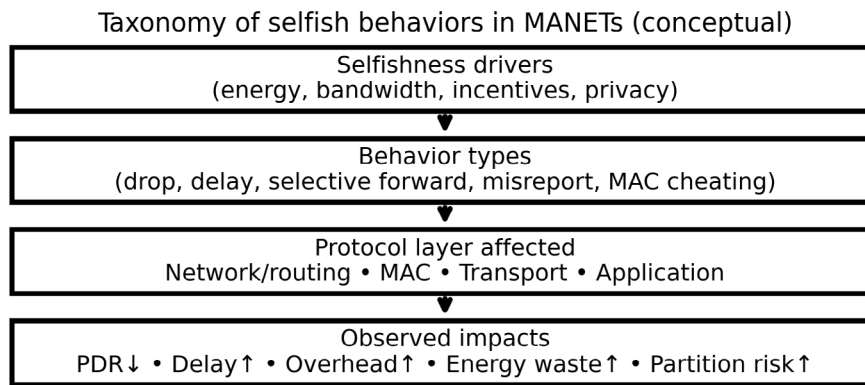 Taxonomy of selfish behaviors in MANETs (conceptual)
Selfishness drivers
(energy, bandwidth, incentives, privacy)
Behavior types
(drop, delay, selective forward, misreport, MAC cheating)
Protocol layer affected
Network/routing • MAC • Transport • Application
Observed impacts
PDR↓ • Delay↑ • Overhead↑ • Energy waste↑ • Partition risk↑